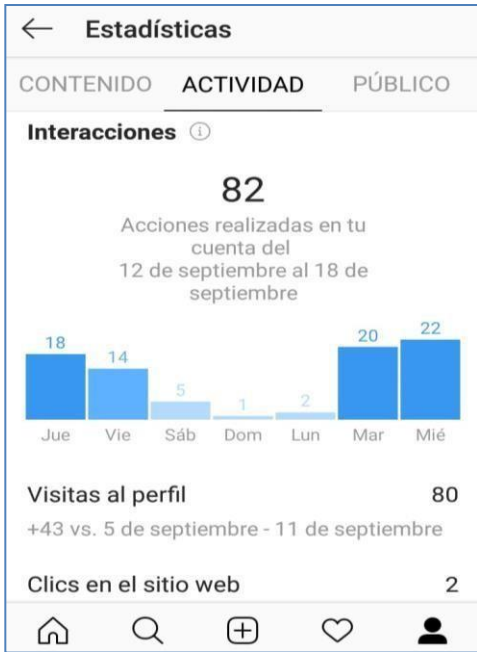 Estadísticas
CONTENIDO ACTIVIDAD PÚBLICO
Interacciones
82
Acciones realizadas en tu
cuenta del
12 de septiembre al 18 de
septiembre
18 14 5 1 2 20 22
Jue Vie Sáb Dom Lun Mar Mié
Visitas al perfil 80
+43 vs. 5 de septiembre - 11 de septiembre
Clics en el sitio web 2